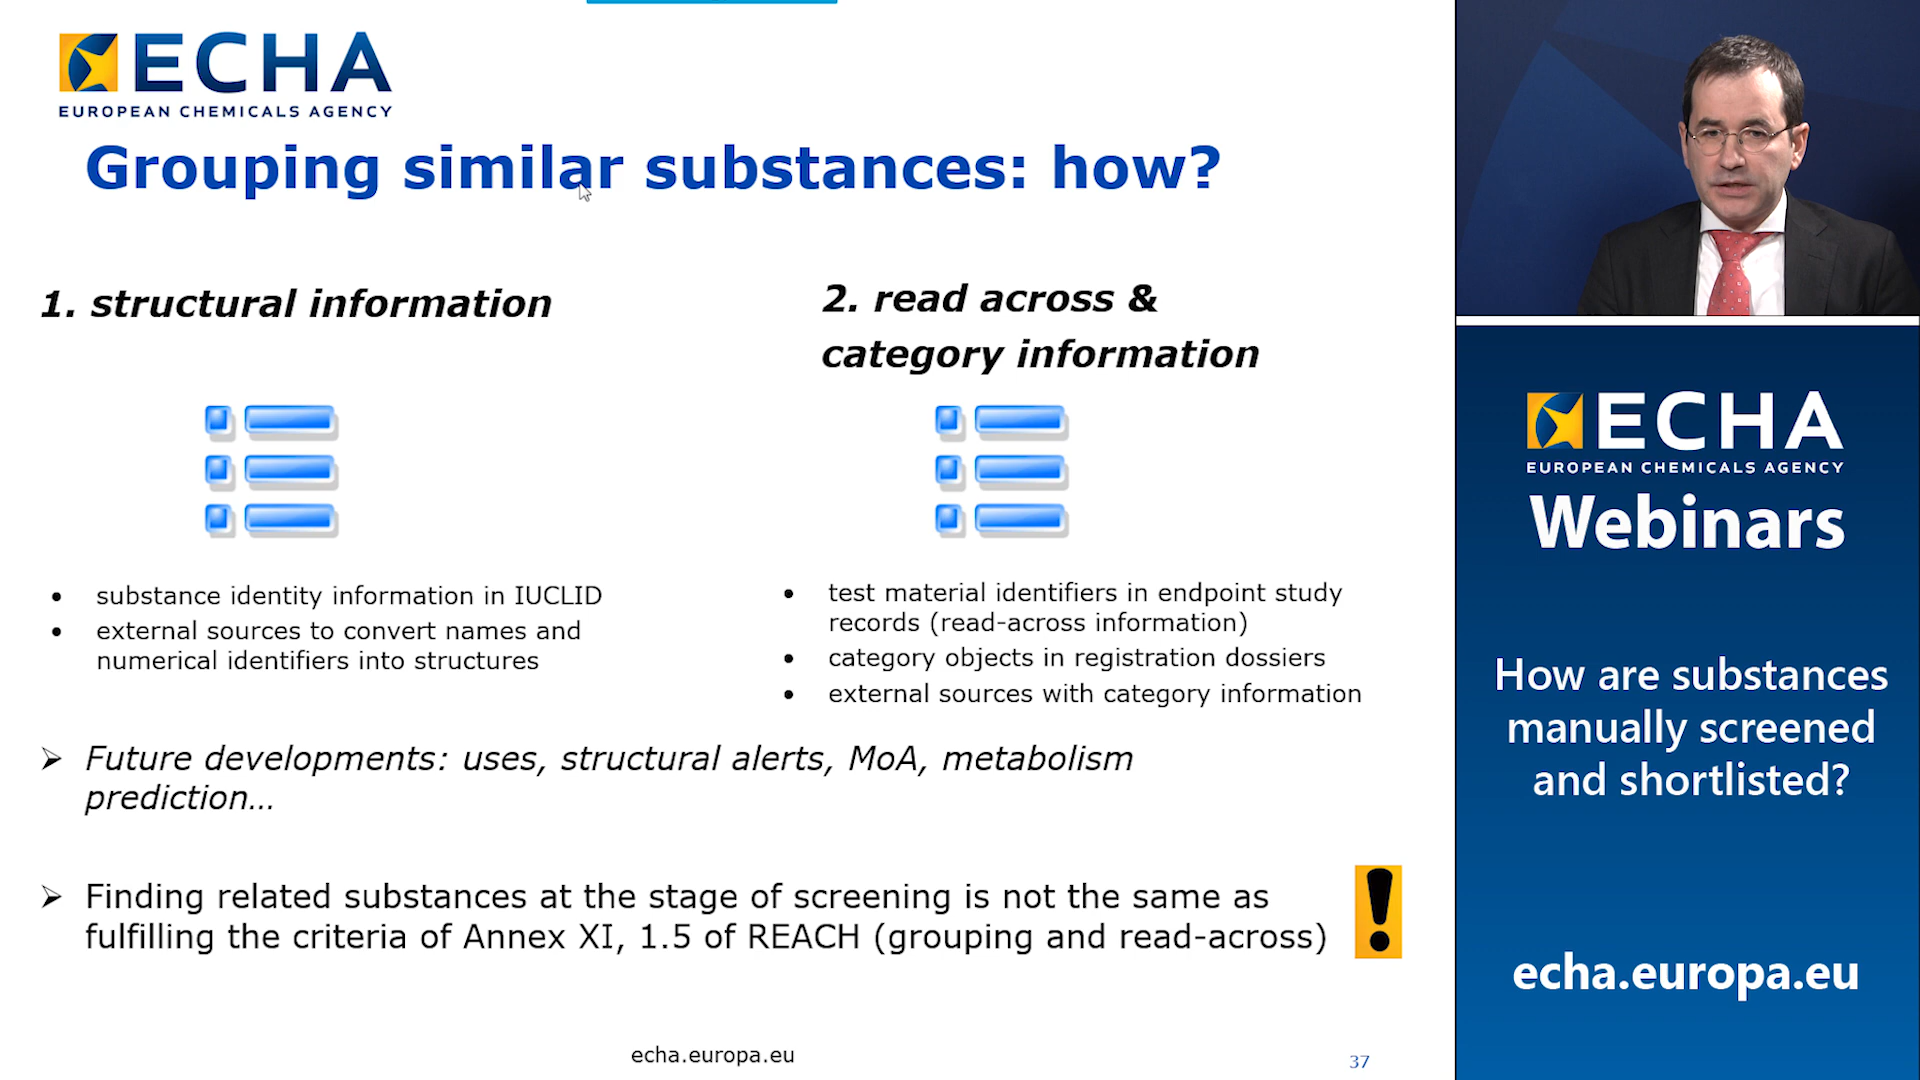 ECHA
EUROPEAN CHEMICALS AGENCY
Grouping similar substances: how?
1. structural information
2. read across &
category information
• substance identity information in IUCLID
• external sources to convert names and
numerical identifiers into structures
• test material identifiers in endpoint study
records (read-across information)
• category objects in registration dossiers
• external sources with category information
➢ Future developments: uses, structural alerts, MoA, metabolism
prediction…
➢ Finding related substances at the stage of screening is not the same as
fulfilling the criteria of Annex XI, 1.5 of REACH (grouping and read-across)
!
echa.europa.eu
37
ECHA
EUROPEAN CHEMICALS AGENCY
Webinars
How are substances
manually screened
and shortlisted?
echa.europa.eu